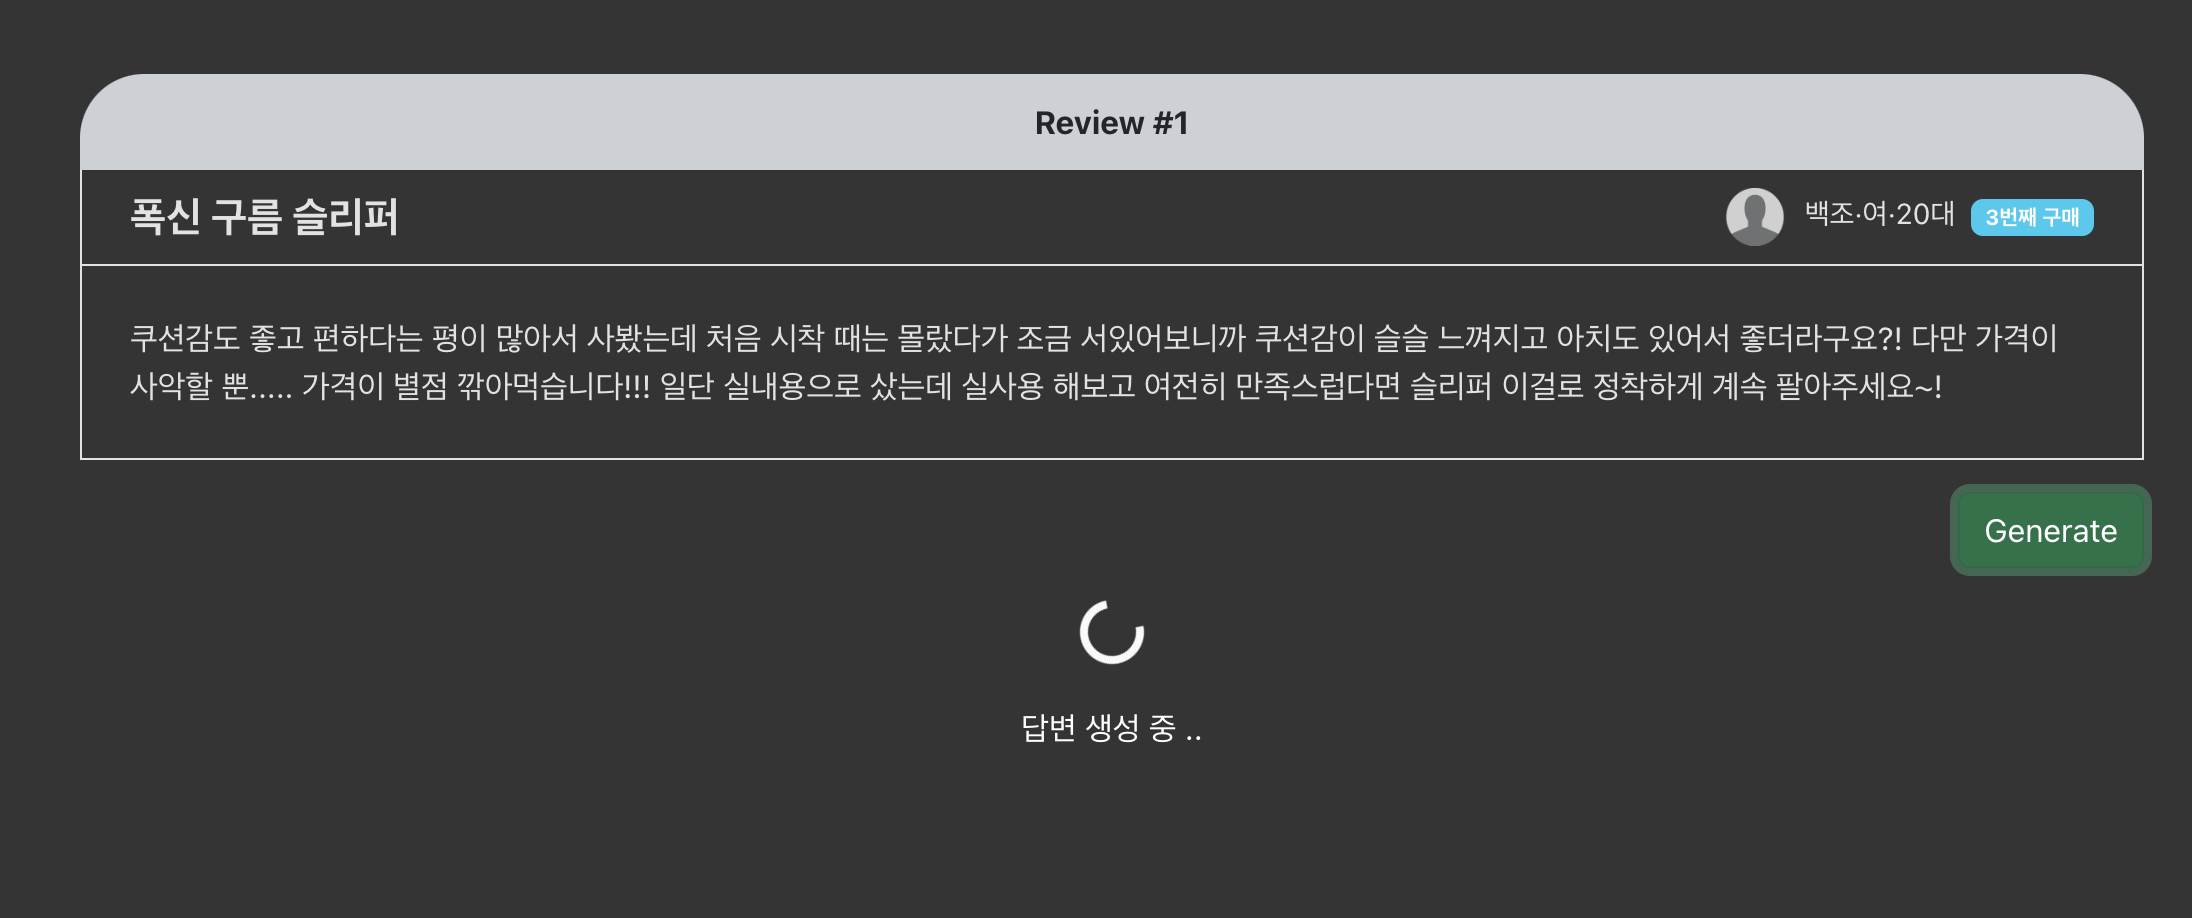 Review #1
폭신 구름 슬리퍼
백조·여·20대 3번째 구매
쿠션감도 좋고 편하다는 평이 많아서 사봤는데 처음 시착 때는 몰랐다가 조금 서있어보니까 쿠션감이 슬슬 느껴지고 아치도 있어서 좋더라구요?! 다만 가격이
사악할 뿐..... 가격이 별점 깎아먹습니다!!! 일단 실내용으로 샀는데 실사용 해보고 여전히 만족스럽다면 슬리퍼 이걸로 정착하게 계속 팔아주세요~!
Generate
답변 생성 중 ..